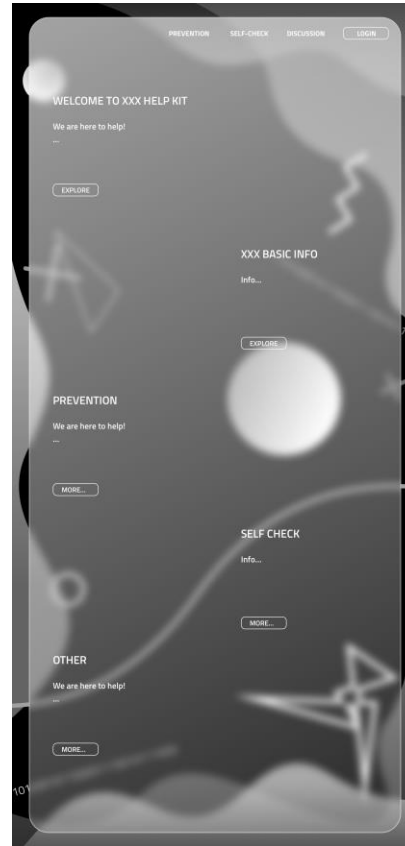 PREVENTION SELF-CHECK DISCUSSION LOGIN
WELCOME TO XXX HELP KIT
We are here to help!
...
EXPLORE
XXX BASIC INFO
Info...
EXPLORE
PREVENTION
We are here to help!
...
MORE...
SELF CHECK
Info...
MORE...
OTHER
We are here to help!
...
MORE...
101